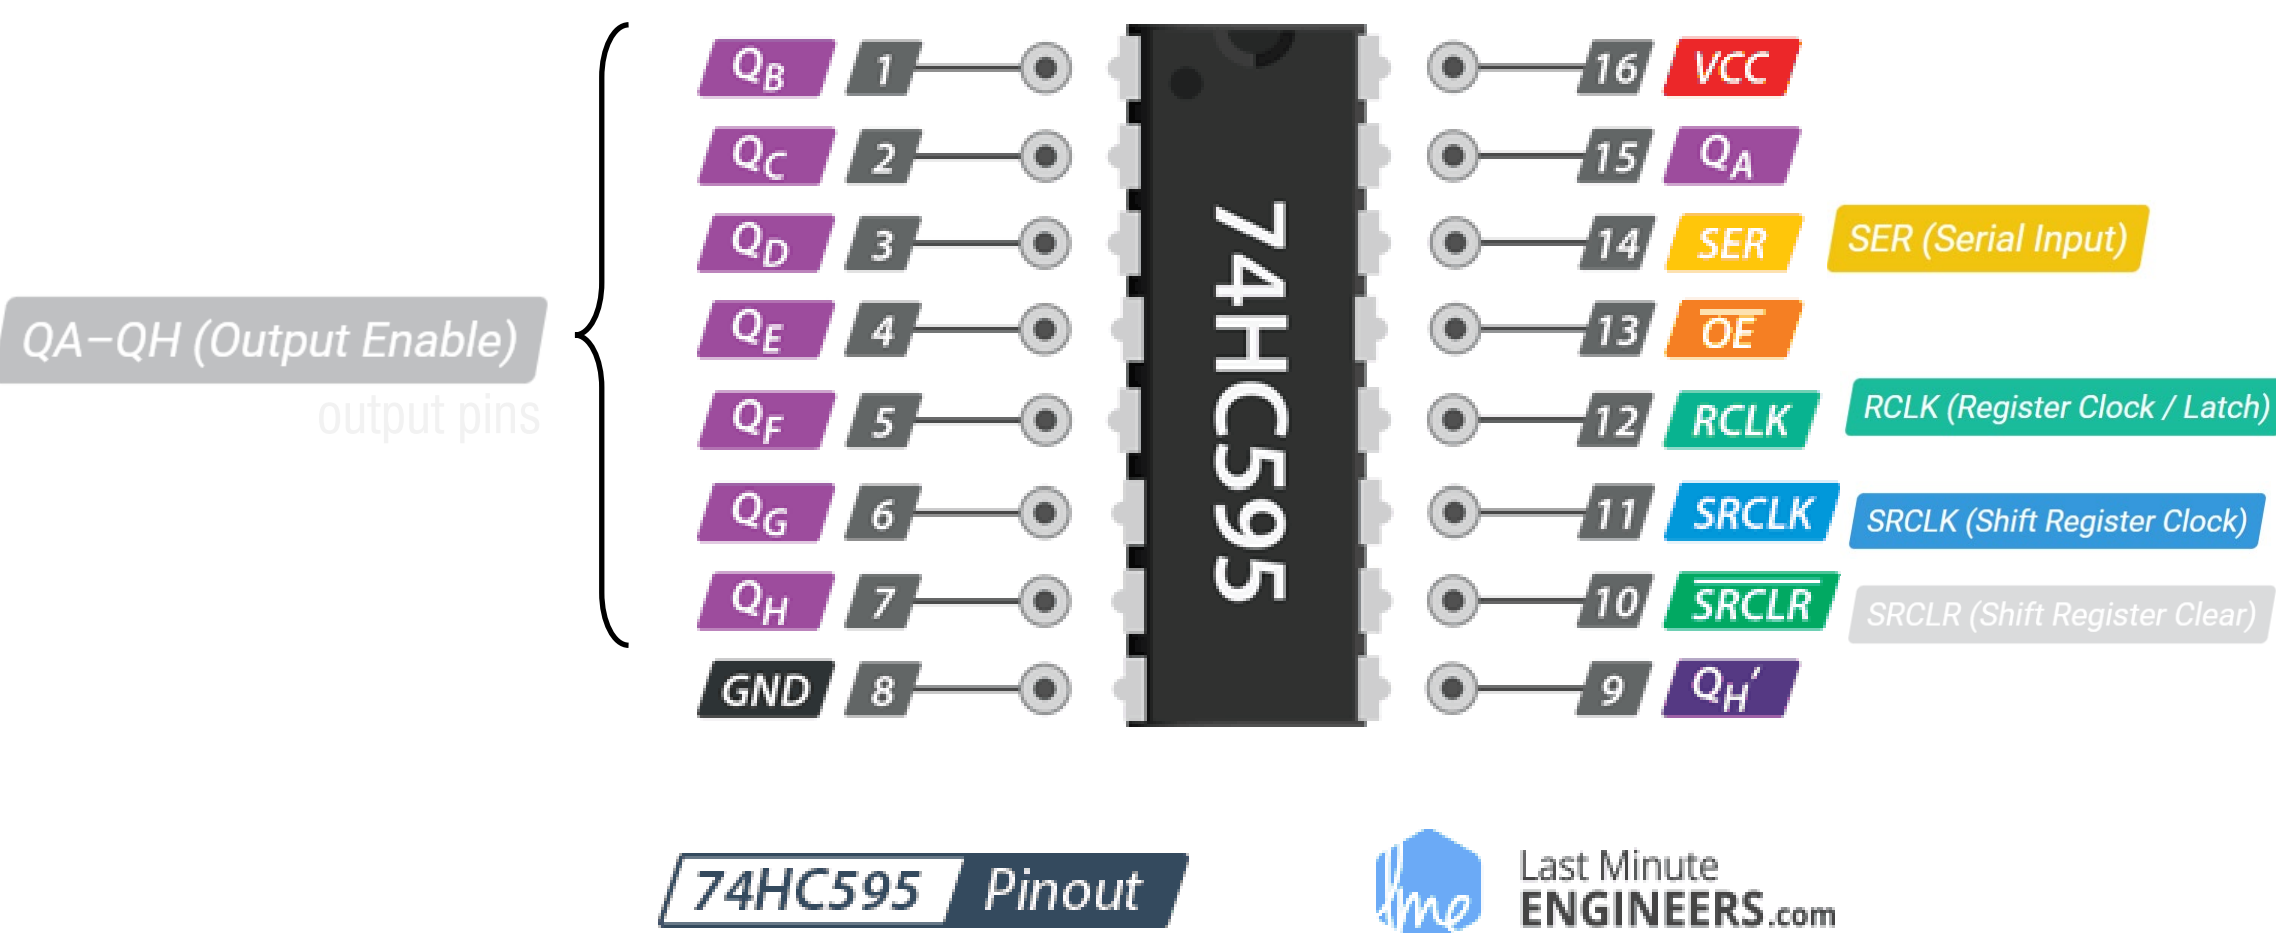 QB 1 16 VCC
QC 2 15 QA
QD 3 14 SER SER (Serial Input)
QE 4 13 OE
QA–QH (Output Enable)
output pins
QF 5 12 RCLK RCLK (Register Clock / Latch)
QG 6 11 SRCLK SRCLK (Shift Register Clock)
QH 7 10 SRCLR SRCLR (Shift Register Clear)
GND 8 9 QH′
74HC595
74HC595 Pinout
lme
Last Minute
ENGINEERS.com